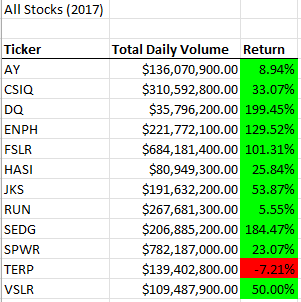 All Stocks (2017)
Ticker Total Daily Volume Return
AY $136,070,900.00 8.94%
CSIQ $310,592,800.00 33.07%
DQ $35,796,200.00 199.45%
ENPH $221,772,100.00 129.52%
FSLR $684,181,400.00 101.31%
HASI $80,949,300.00 25.84%
JKS $191,632,200.00 53.87%
RUN $267,681,300.00 5.55%
SEDG $206,885,200.00 184.47%
SPWR $782,187,000.00 23.07%
TERP $139,402,800.00 -7.21%
VSLR $109,487,900.00 50.00%